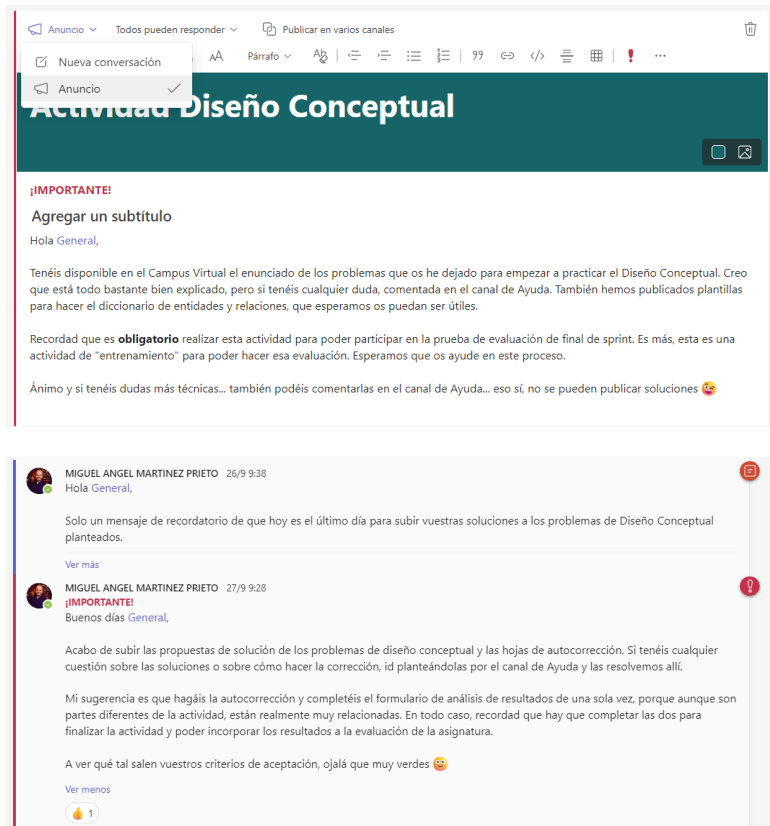 Anuncio Todos pueden responder Publicar en varios canales
Nueva conversación
AA Párrafo
Anuncio
Actividad Diseño Conceptual
¡IMPORTANTE!
Agregar un subtítulo
Hola General,
Tenéis disponible en el Campus Virtual el enunciado de los problemas que os he dejado para empezar a practicar el Diseño Conceptual. Creo
que está todo bastante bien explicado, pero si tenéis cualquier duda, comentada en el canal de Ayuda. También hemos publicados plantillas
para hacer el diccionario de entidades y relaciones, que esperamos os puedan ser útiles.
Recordad que es obligatorio realizar esta actividad para poder participar en la prueba de evaluación de final de sprint. Es más, esta es una
actividad de "entrenamiento" para poder hacer esa evaluación. Esperamos que os ayude en este proceso.
Ánimo y si tenéis dudas más técnicas... también podéis comentarlas en el canal de Ayuda... eso sí, no se pueden publicar soluciones 😜
MIGUEL ANGEL MARTINEZ PRIETO 26/9 9:38
Hola General,
Solo un mensaje de recordatorio de que hoy es el último día para subir vuestras soluciones a los problemas de Diseño Conceptual
planteados.
Ver más
MIGUEL ANGEL MARTINEZ PRIETO 27/9 9:28
¡IMPORTANTE!
Buenos días General,
Acabo de subir las propuestas de solución de los problemas de diseño conceptual y las hojas de autocorrección. Si tenéis cualquier
cuestión sobre las soluciones o sobre cómo hacer la corrección, id planteándolas por el canal de Ayuda y las resolvemos allí.
Mi sugerencia es que hagáis la autocorrección y completéis el formulario de análisis de resultados de una sola vez, porque aunque son
partes diferentes de la actividad, están realmente muy relacionadas. En todo caso, recordad que hay que completar las dos para
finalizar la actividad y poder incorporar los resultados a la evaluación de la asignatura.
A ver qué tal salen vuestros criterios de aceptación, ojalá que muy verdes 😜
Ver menos
👍 1